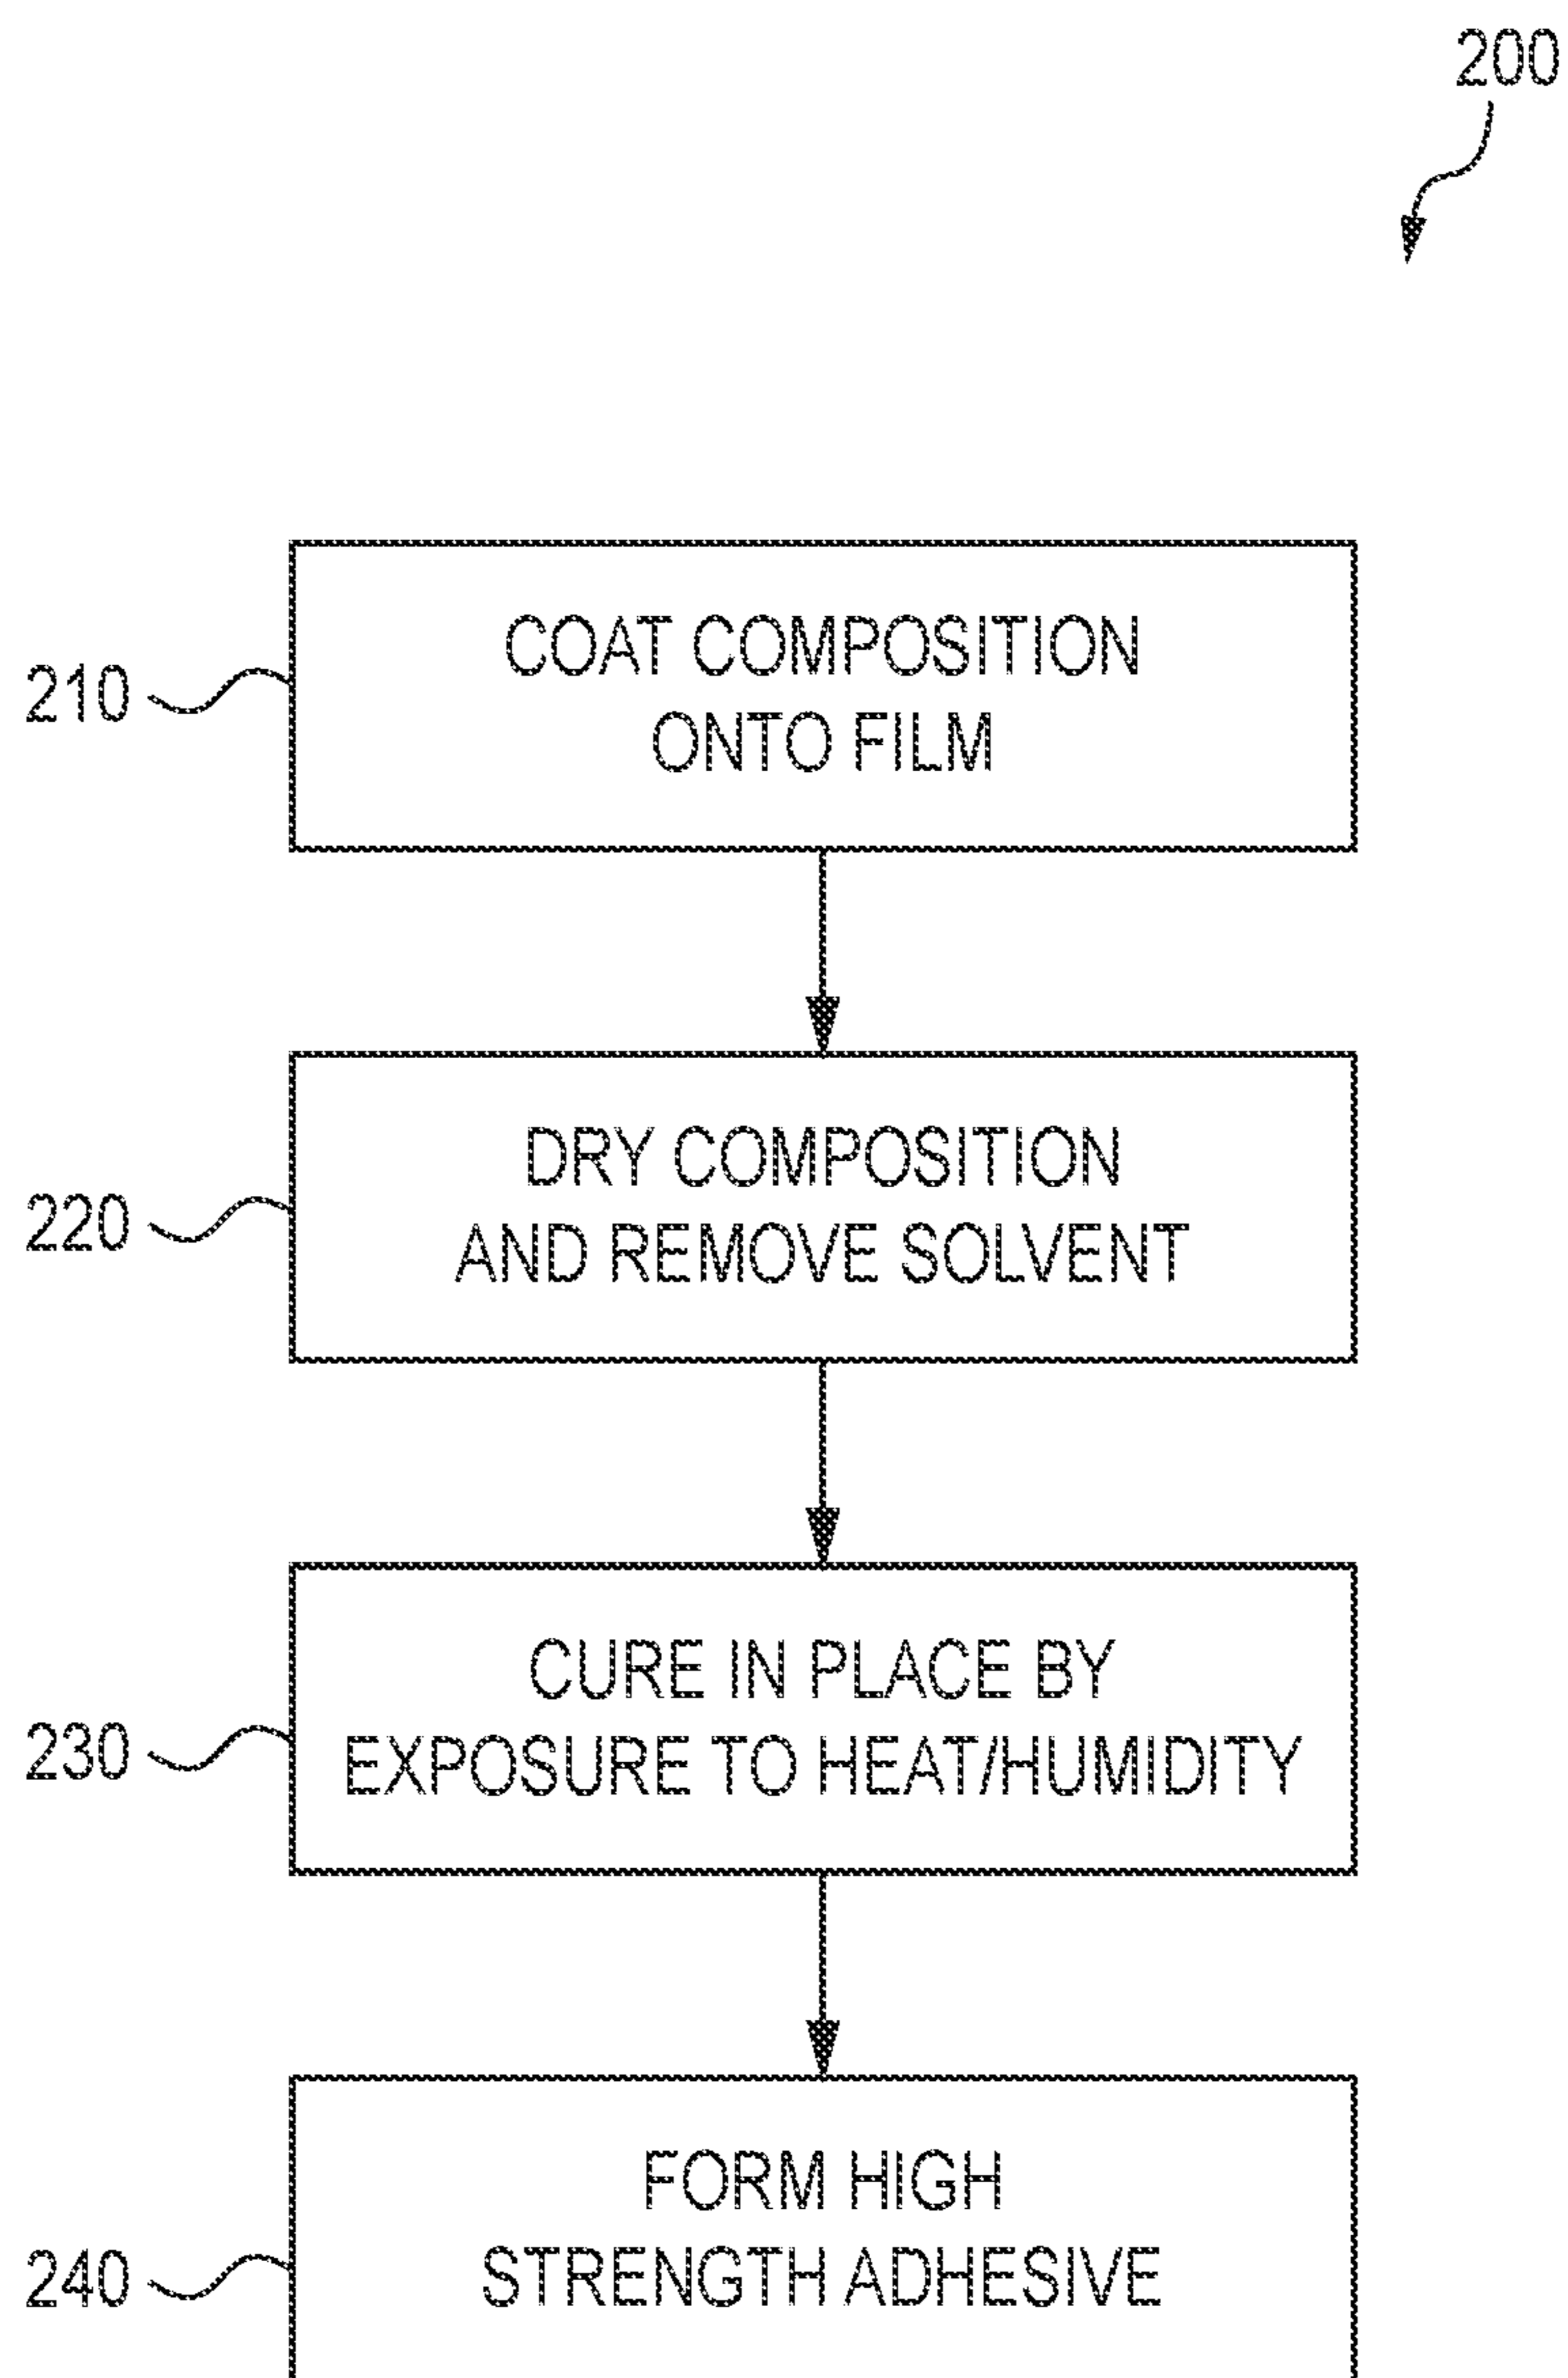 200
210
COAT COMPOSITION
ONTO FILM
220
DRY COMPOSITION
AND REMOVE SOLVENT
230
CURE IN PLACE BY
EXPOSURE TO HEAT/HUMIDITY
240
FORM HIGH
STRENGTH ADHESIVE